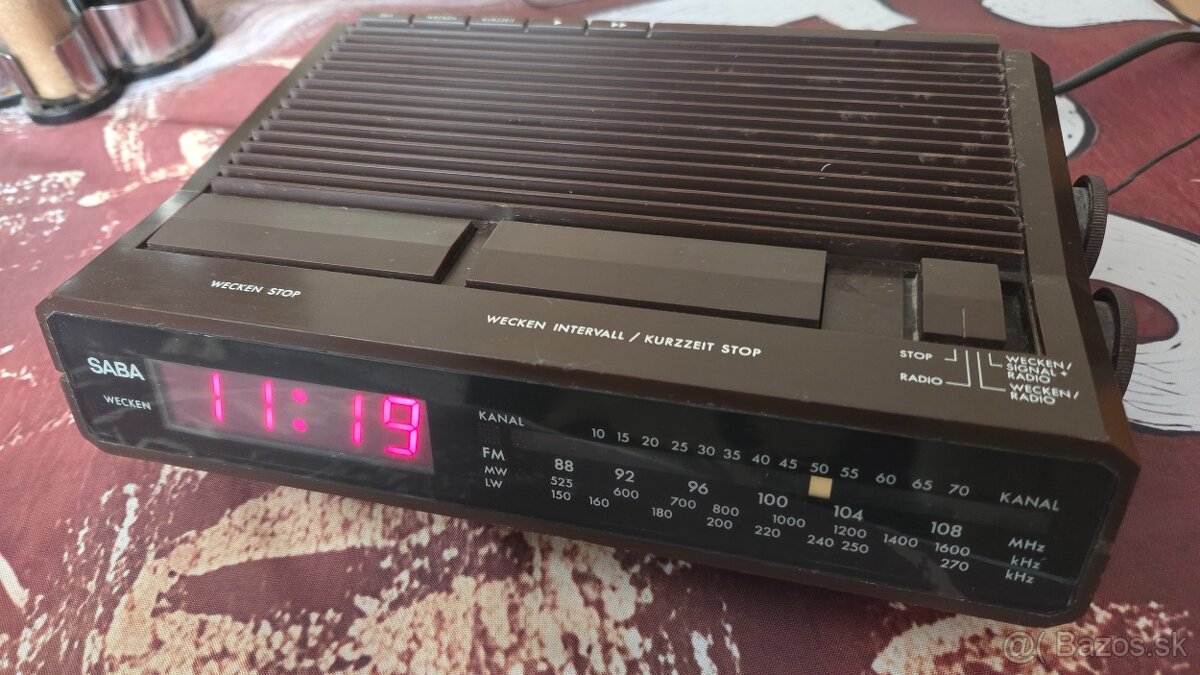 WECKEN
KURZZEIT
WECKEN STOP
WECKEN INTERVALL / KURZZEIT STOP
STOP
RADIO
WECKEN/
SIGNAL +
RADIO
WECKEN/
RADIO
SABA
WECKEN
11:19
KANAL 10 15 20 25 30 35 40 45 50 55 60 65 70 KANAL
FM 88 92 96 100 104 108 MHz
MW 525 600 700 800 1000 1200 1400 1600 kHz
LW 150 160 180 200 220 240 250 270 kHz
@ Bazos.sk